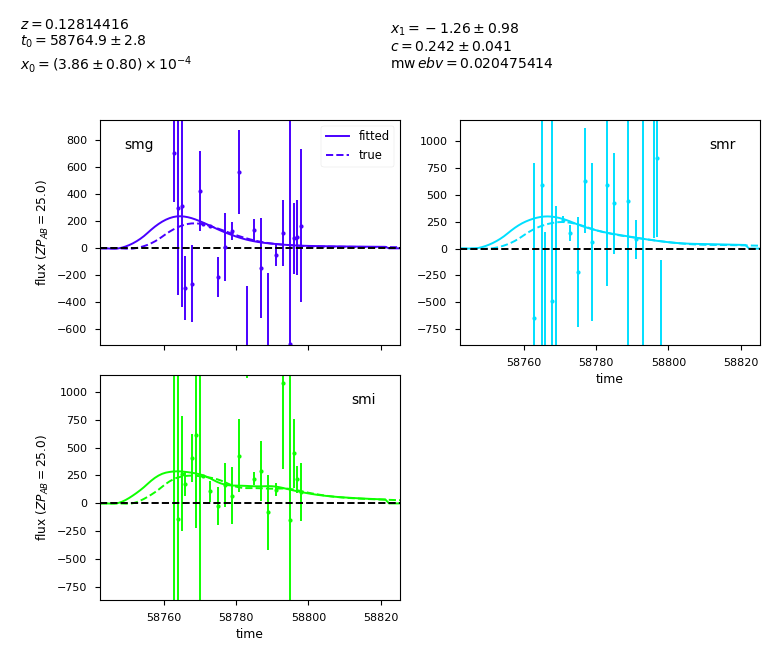 z = 0.12814416
t₀ = 58764.9 ± 2.8
x₀ = (3.86 ± 0.80) × 10⁻⁴
x₁ = −1.26 ± 0.98
c = 0.242 ± 0.041
mw ebv = 0.020475414
smg
fitted
true
800
600
400
200
0
−200
−400
−600
flux (ZP_AB = 25.0)
smr
1000
750
500
250
0
−250
−500
−750
58760 58780 58800 58820
time
smi
1000
750
500
250
0
−250
−500
−750
flux (ZP_AB = 25.0)
58760 58780 58800 58820
time